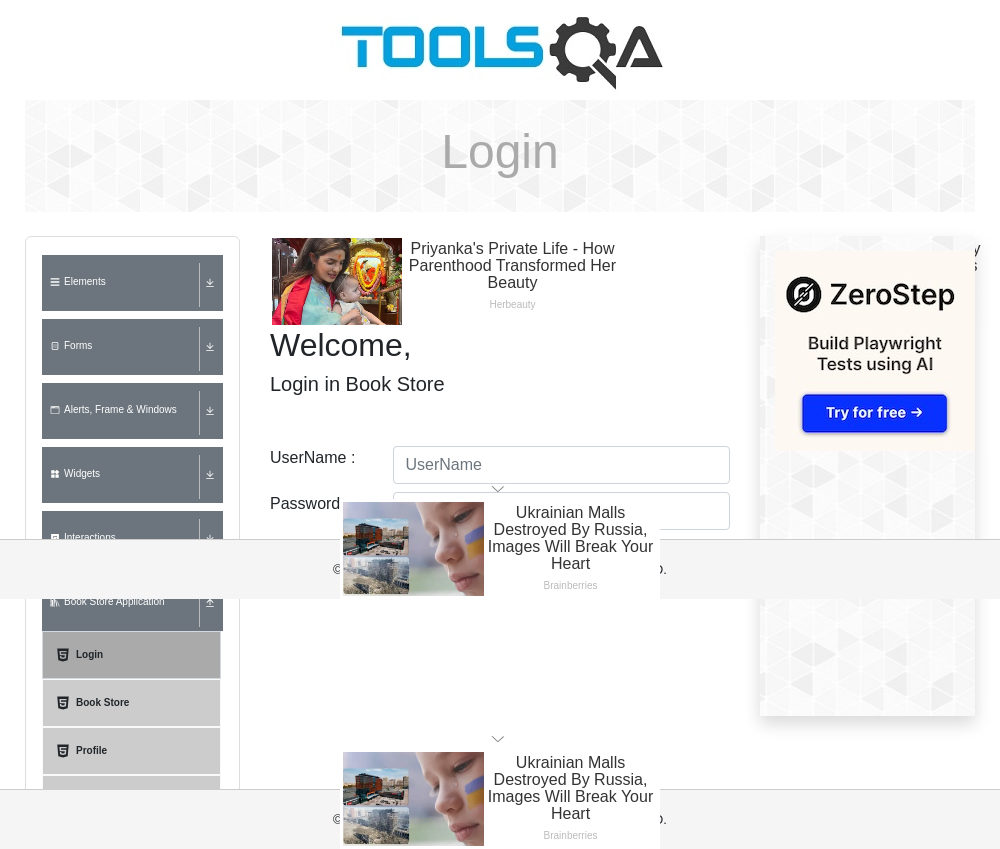 TOOLSQA
Login
Elements
Forms
Alerts, Frame & Windows
Widgets
Interactions
Book Store Application
Login
Book Store
Profile
Priyanka's Private Life - How
Parenthood Transformed Her
Beauty
Herbeauty
Welcome,
Login in Book Store
UserName :
UserName
Password
Ukrainian Malls
Destroyed By Russia,
Images Will Break Your
Heart
Brainberries
©
D.
Ukrainian Malls
Destroyed By Russia,
Images Will Break Your
Heart
Brainberries
©
D.
y
s
ZeroStep
Build Playwright
Tests using AI
Try for free →